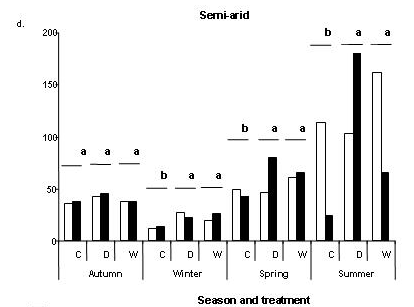 Semi-arid
d.
200
150
100
50
0
a a a
b a a
b a a
b a a
C D W C D W C D W C D W
Autumn Winter Spring Summer
Season and treatment